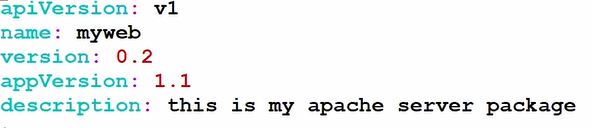 apiVersion: v1
name: myweb
version: 0.2
appVersion: 1.1
description: this is my apache server package